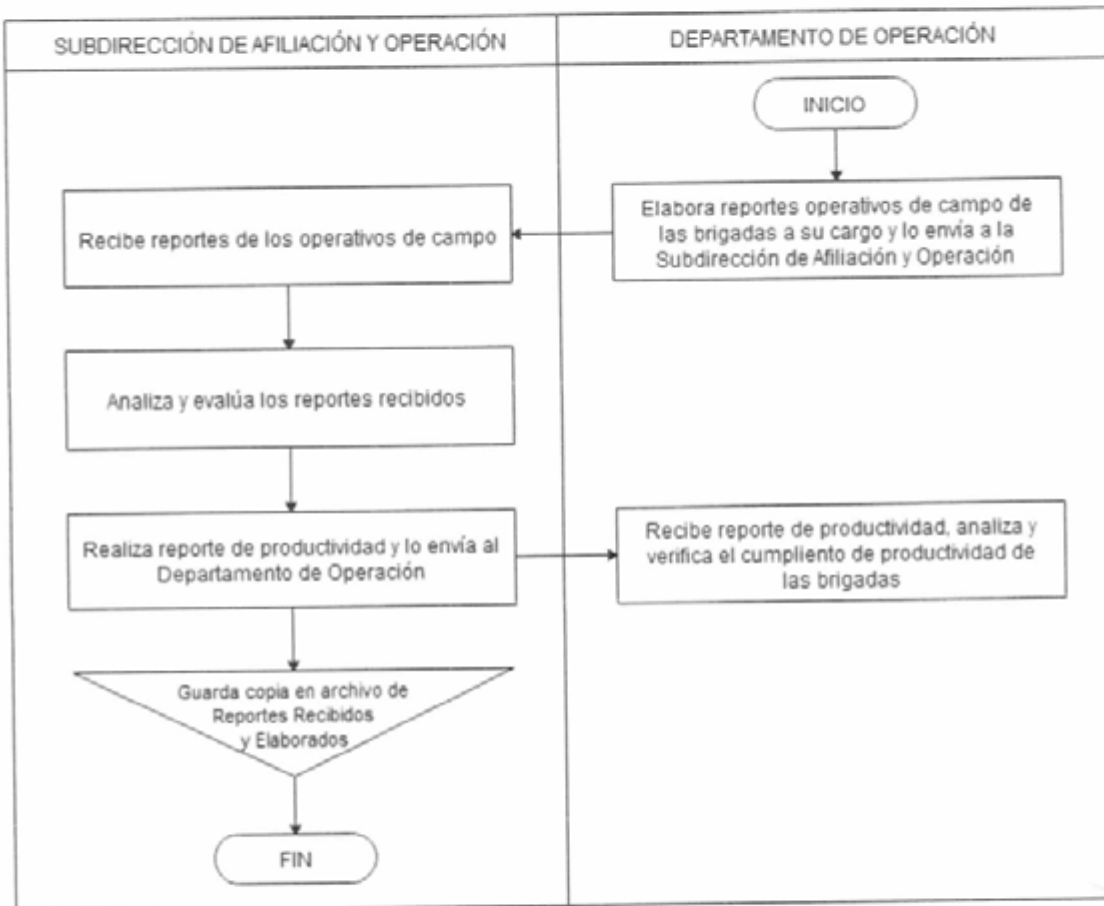 SUBDIRECCIÓN DE AFILIACIÓN Y OPERACIÓN
DEPARTAMENTO DE OPERACIÓN
INICIO
Elabora reportes operativos de campo de
las brigadas a su cargo y lo envía a la
Subdirección de Afiliación y Operación
Recibe reportes de los operativos de campo
Analiza y evalúa los reportes recibidos
Realiza reporte de productividad y lo envía al
Departamento de Operación
Recibe reporte de productividad, analiza y
verifica el cumpliento de productividad de
las brigadas
Guarda copia en archivo de
Reportes Recibidos
y Elaborados
FIN